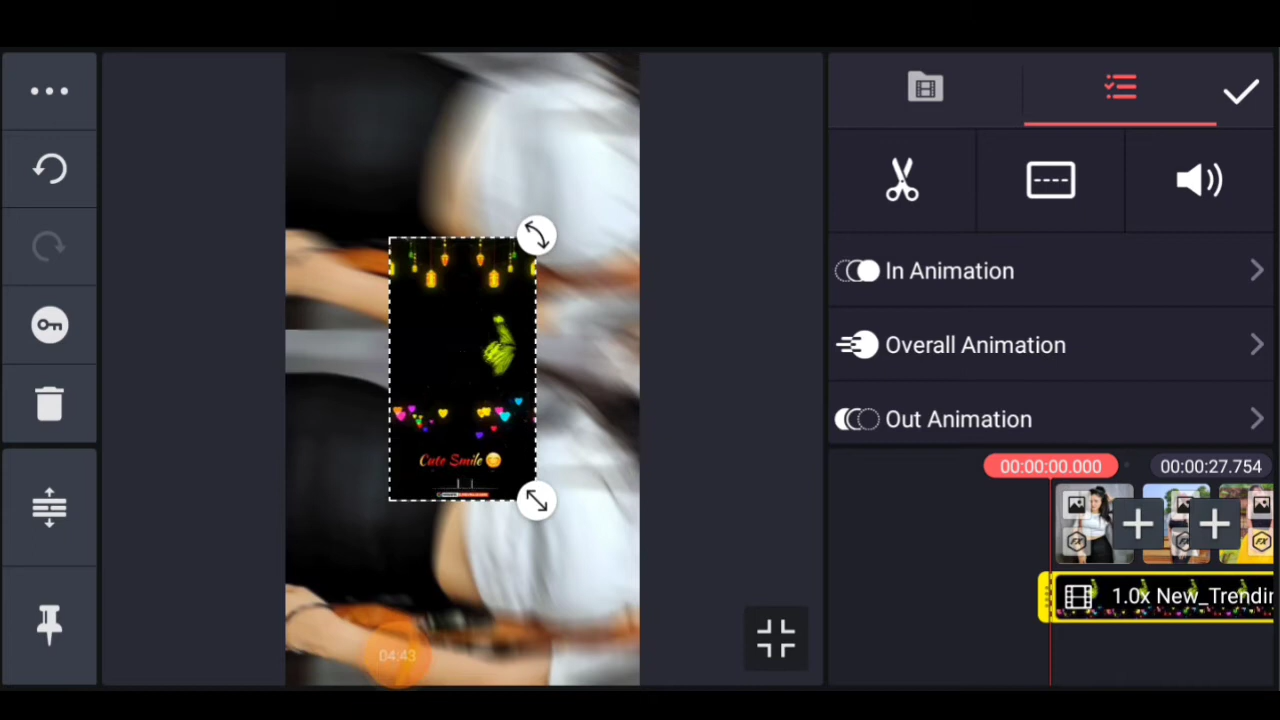 In Animation
Overall Animation
Out Animation
00:00:00.000
00:00:27.754
1.0x New_Trendin
Cute Smile 😊
04:43